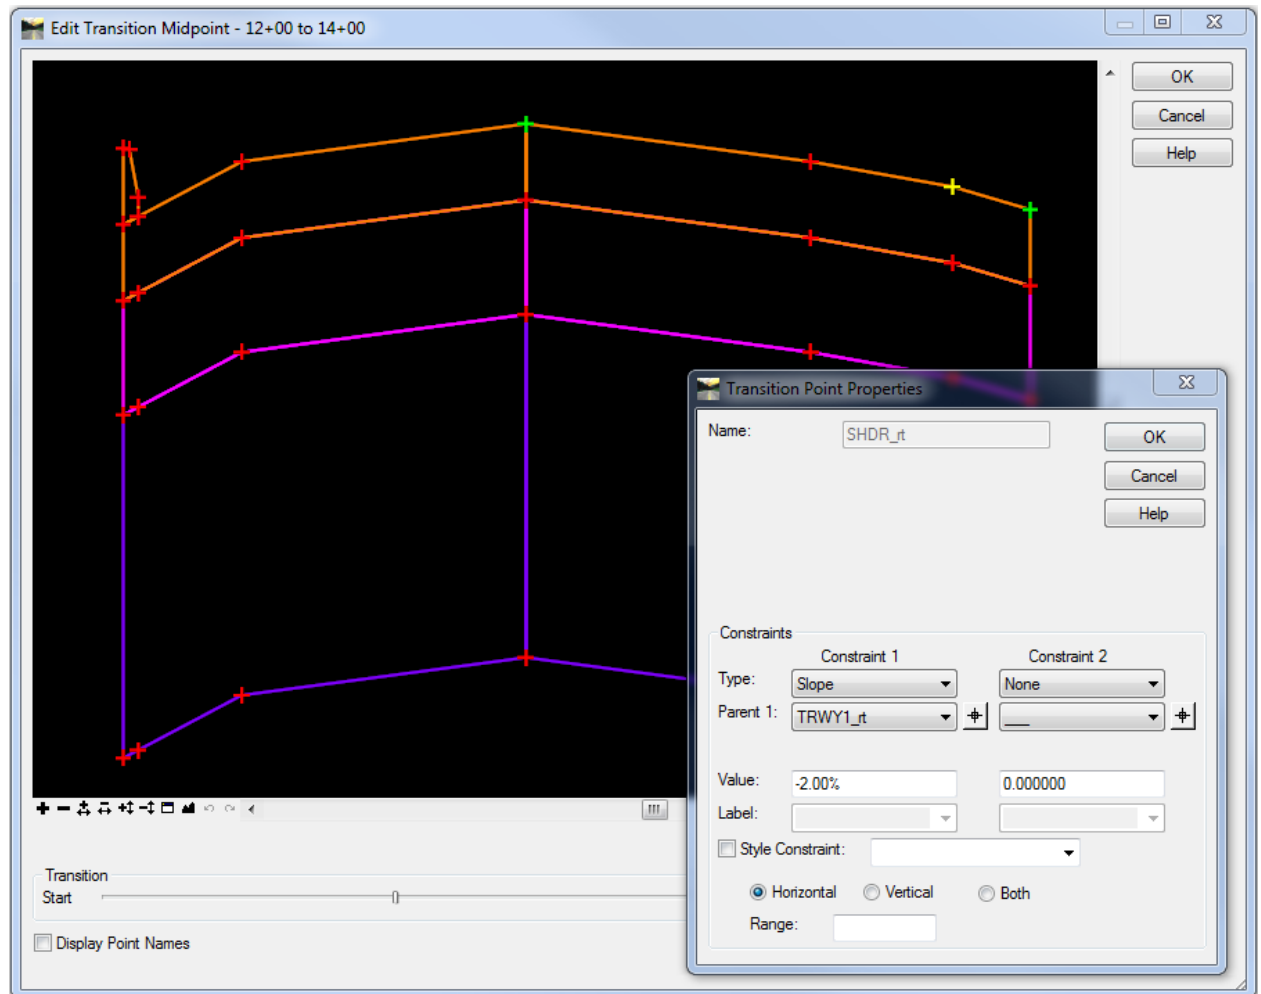 Edit Transition Midpoint - 12+00 to 14+00
OK
Cancel
Help
Transition Point Properties
Name: SHDR_rt
OK
Cancel
Help
Constraints
Constraint 1 Constraint 2
Type: Slope None
Parent 1: TRWY1_rt ___
Value: -2.00% 0.000000
Label:
Style Constraint:
Horizontal Vertical Both
Range:
Transition
Start
Display Point Names